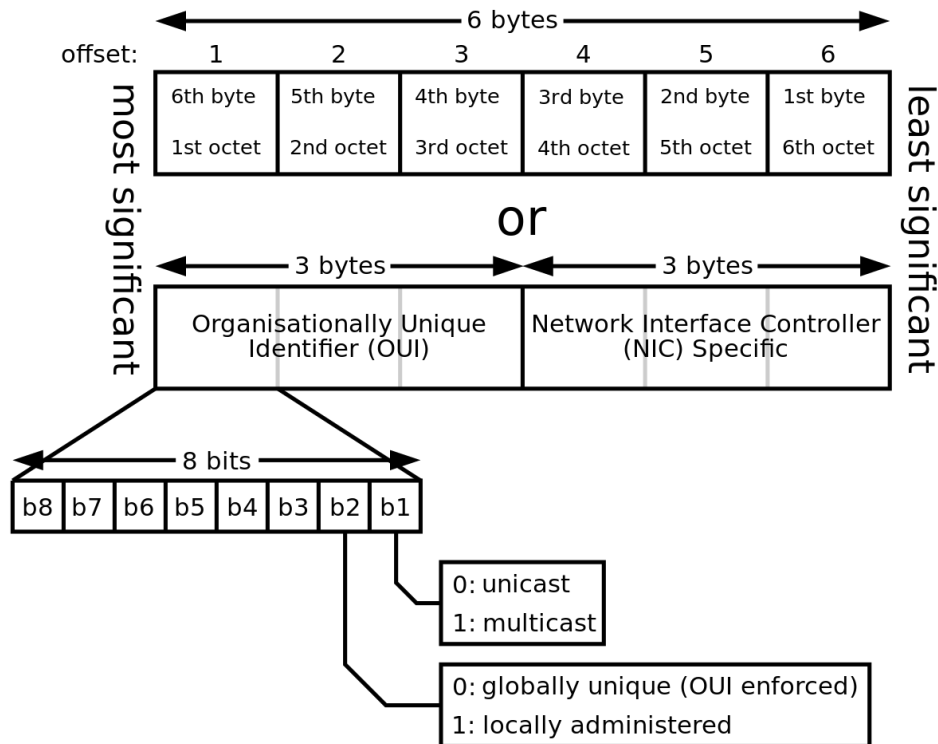 6 bytes
offset: 1 2 3 4 5 6
most significant
6th byte 5th byte 4th byte 3rd byte 2nd byte 1st byte
1st octet 2nd octet 3rd octet 4th octet 5th octet 6th octet
least significant
or
3 bytes 3 bytes
Organisationally Unique Network Interface Controller
Identifier (OUI) (NIC) Specific
8 bits
b8 b7 b6 b5 b4 b3 b2 b1
0: unicast
1: multicast
0: globally unique (OUI enforced)
1: locally administered